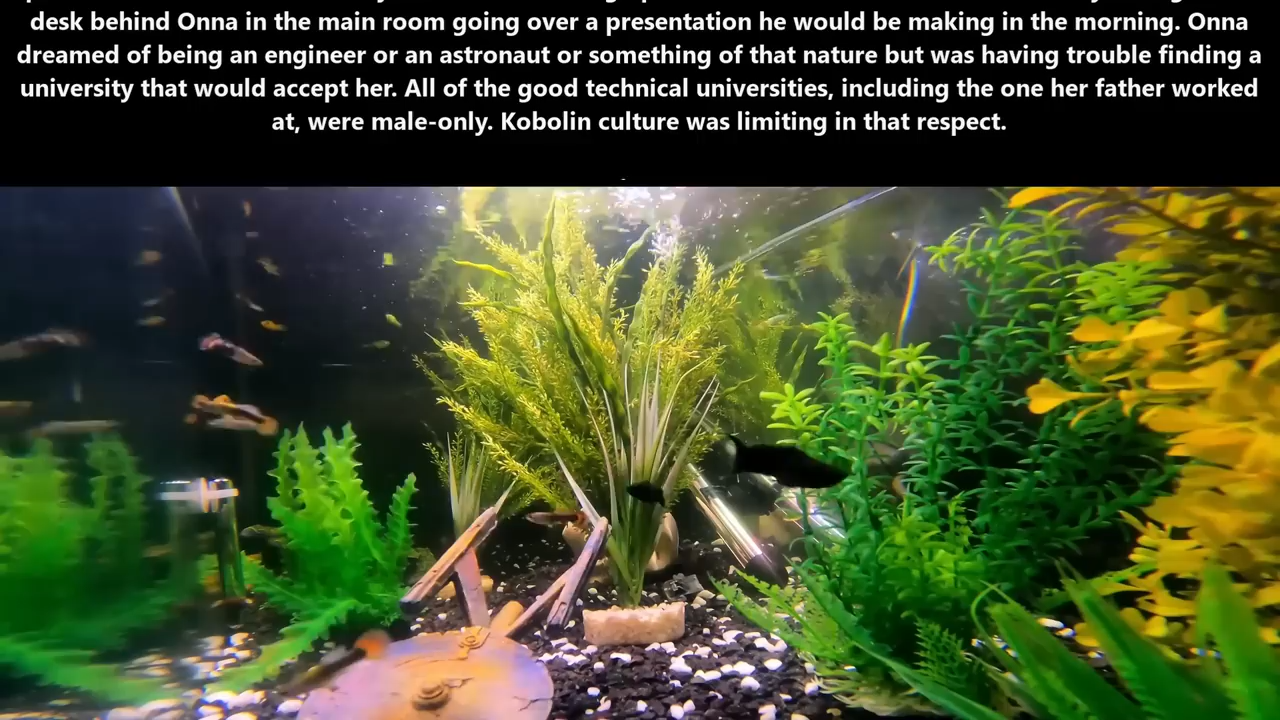 desk behind Onna in the main room going over a presentation he would be making in the morning. Onna
dreamed of being an engineer or an astronaut or something of that nature but was having trouble finding a
university that would accept her. All of the good technical universities, including the one her father worked
at, were male-only. Kobolin culture was limiting in that respect.